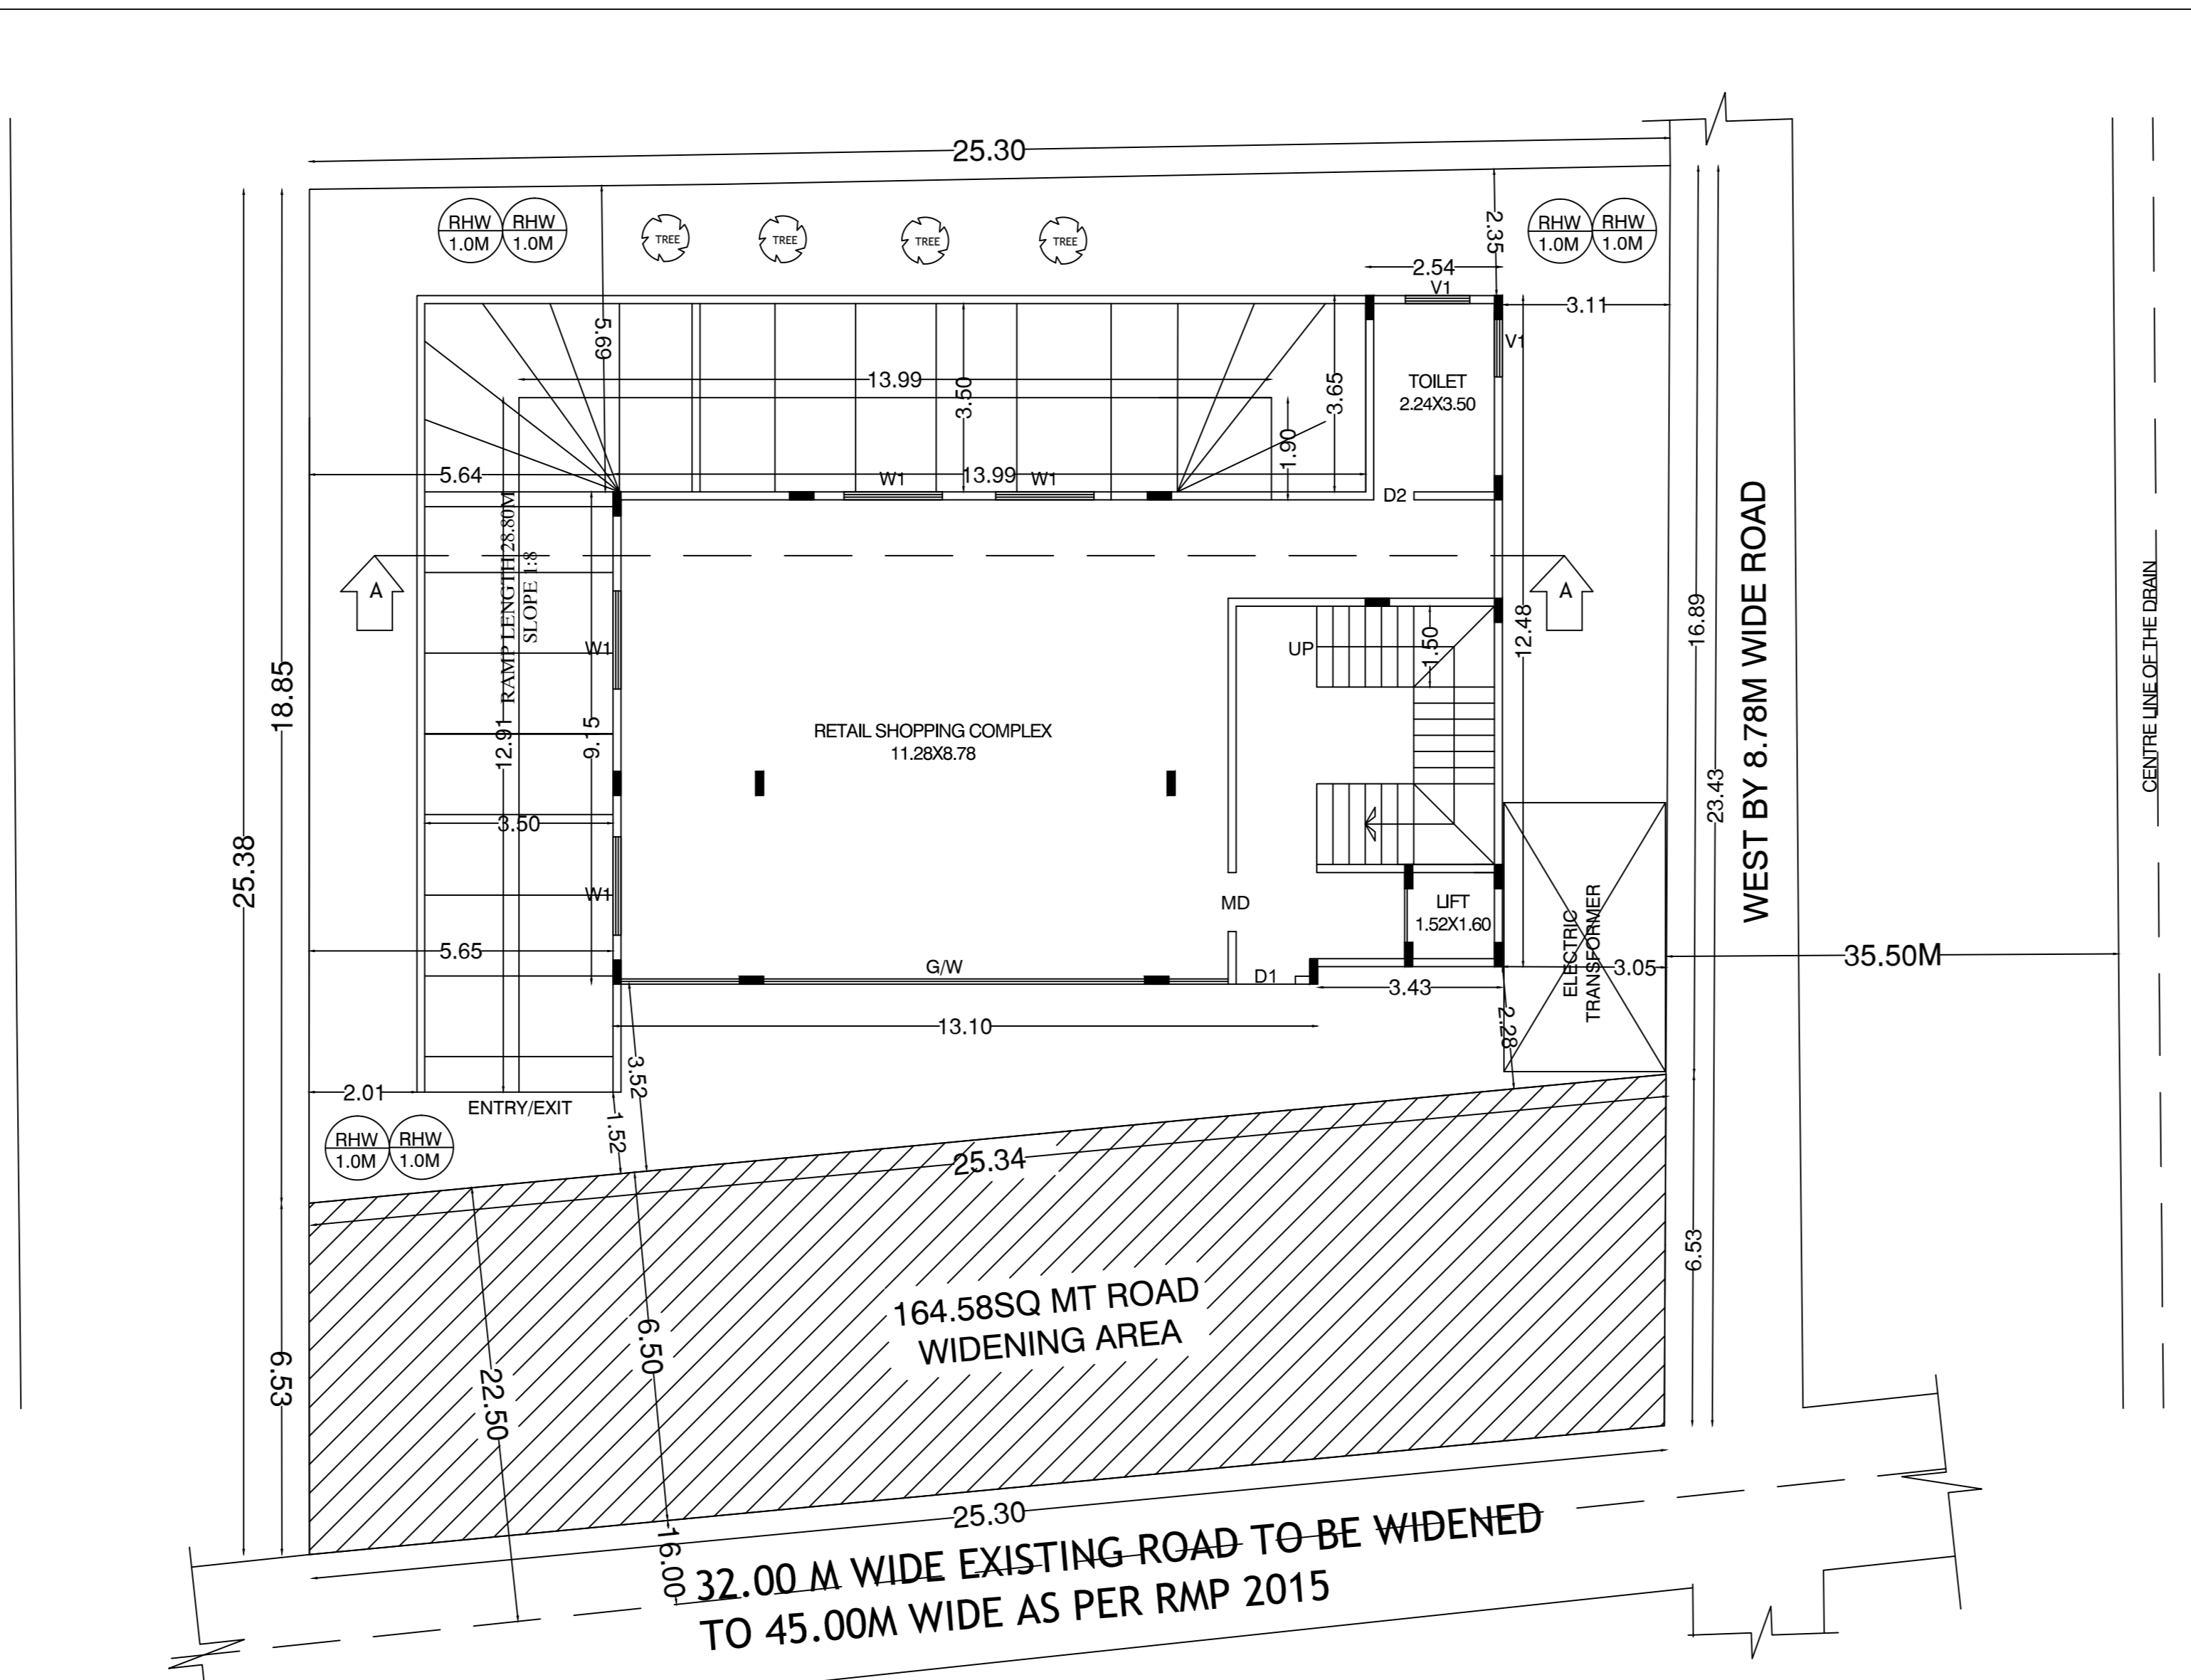 25.30
RHW
1.0M
RHW
1.0M
TREE
TREE
TREE
TREE
2.35
RHW
1.0M
RHW
1.0M
2.54
V1
3.11
5.69
V1
13.99
3.50
3.65
TOILET
2.24X3.50
1.90
5.64
W1
13.99
W1
D2
RAMP LENGTH 28.80M
SLOPE 1:8
A
A
CENTRE LINE OF THE DRAIN
WEST BY 8.78M WIDE ROAD
16.89
12.48
1.50
UP
W1
18.85
12.91
9.15
RETAIL SHOPPING COMPLEX
11.28X8.78
23.43
3.50
25.38
W1
MD
LIFT
1.52X1.60
ELECTRIC
TRANSFORMER
5.65
G/W
D1
3.43
3.05
35.50M
13.10
2.28
3.52
2.01
ENTRY/EXIT
1.52
RHW
1.0M
RHW
1.0M
25.34
164.58SQ MT ROAD
WIDENING AREA
6.53
6.50
6.53
22.50
25.30
16.00
32.00 M WIDE EXISTING ROAD TO BE WIDENED
TO 45.00M WIDE AS PER RMP 2015